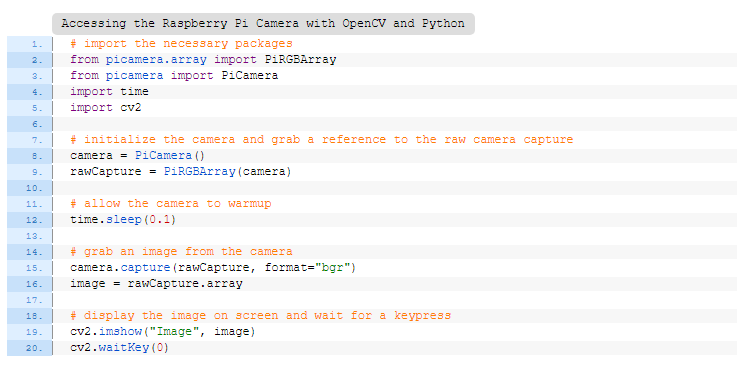 Accessing the Raspberry Pi Camera with OpenCV and Python
1. # import the necessary packages
2. from picamera.array import PiRGBArray
3. from picamera import PiCamera
4. import time
5. import cv2
6.
7. # initialize the camera and grab a reference to the raw camera capture
8. camera = PiCamera()
9. rawCapture = PiRGBArray(camera)
10.
11. # allow the camera to warmup
12. time.sleep(0.1)
13.
14. # grab an image from the camera
15. camera.capture(rawCapture, format="bgr")
16. image = rawCapture.array
17.
18. # display the image on screen and wait for a keypress
19. cv2.imshow("Image", image)
20. cv2.waitKey(0)